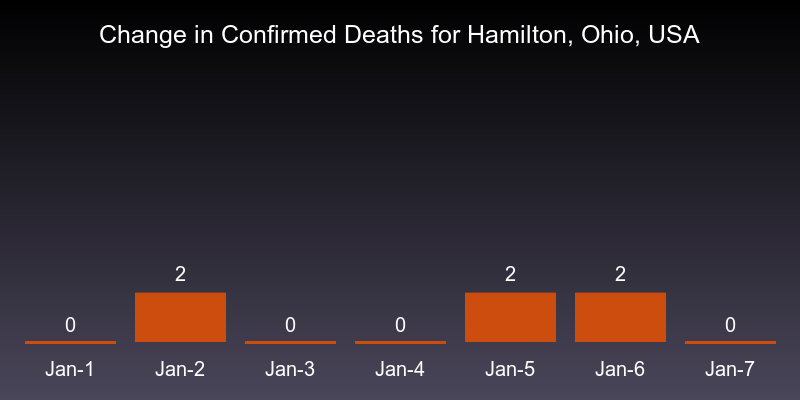 Change in Confirmed Deaths for Hamilton, Ohio, USA
0 2 0 0 2 2 0
Jan-1 Jan-2 Jan-3 Jan-4 Jan-5 Jan-6 Jan-7